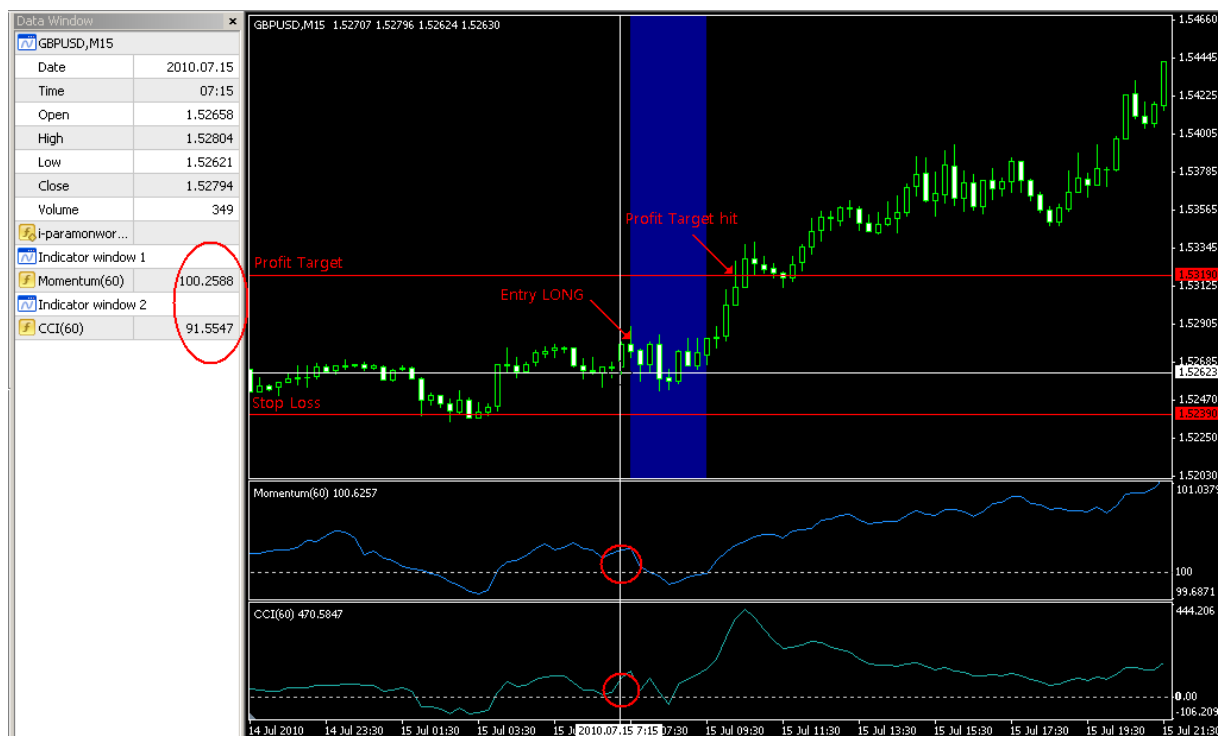 Data Window ×
GBPUSD,M15
Date 2010.07.15
Time 07:15
Open 1.52658
High 1.52804
Low 1.52621
Close 1.52794
Volume 349
i-paramonwor...
Indicator window 1
Momentum(60) 100.2588
Indicator window 2
CCI(60) 91.5547
GBPUSD,M15 1.52707 1.52796 1.52624 1.52630
Profit Target hit
Profit Target
Entry LONG
Stop Loss
1.54660
1.54445
1.54225
1.54005
1.53785
1.53565
1.53345
1.53190
1.53125
1.52905
1.52685
1.52623
1.52470
1.52390
1.52250
1.52030
Momentum(60) 100.6257
101.0379
100
99.6871
CCI(60) 470.5847
444.206
0.00
-106.209
14 Jul 2010 14 Jul 23:30 15 Jul 01:30 15 Jul 03:30 2010.07.15 7:15 07:30 15 Jul 09:30 15 Jul 11:30 15 Jul 13:30 15 Jul 15:30 15 Jul 17:30 15 Jul 19:30 15 Jul 21:30